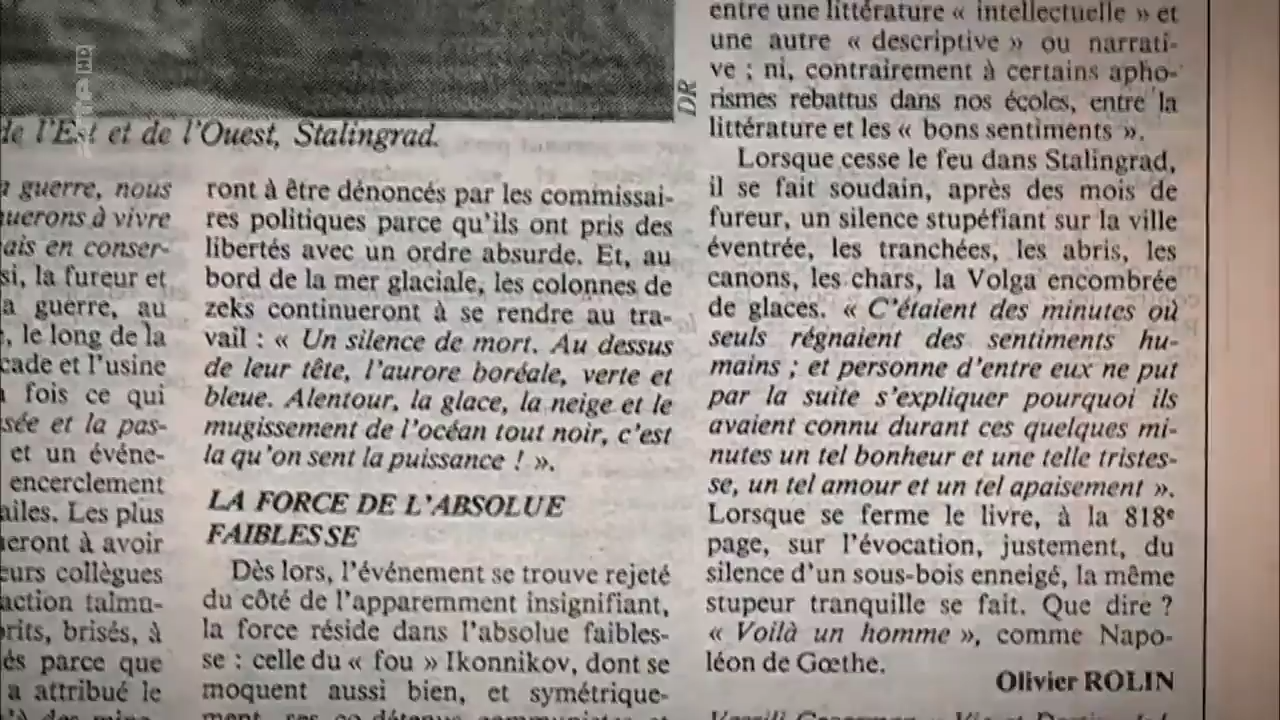 de l'Est et de l'Ouest, Stalingrad.
DR
guerre, nous
à vivre
en conser-
si, la fureur et
guerre, au
le long de la
et l'usine
fois ce qui
et la pas-
et un événe-
encerclement
ailes. Les plus
à avoir
collègues
brisés, à
parce que
a attribué le
ront à être dénoncés par les commissai-
res politiques parce qu'ils ont pris des
libertés avec un ordre absurde. Et, au
bord de la mer glaciale, les colonnes de
zeks continueront à se rendre au tra-
vail : « Un silence de mort. Au dessus
de leur tête, l'aurore boréale, verte et
bleue. Alentour, la glace, la neige et le
mugissement de l'océan tout noir, c'est
la qu'on sent la puissance ! ».
LA FORCE DE L'ABSOLUE
FAIBLESSE
Dès lors, l'événement se trouve rejeté
du côté de l'apparemment insignifiant,
la force réside dans l'absolue faibles-
se : celle du « fou » Ikonnikov, dont se
moquent aussi bien, et symétrique-
entre une littérature « intellectuelle » et
une autre « descriptive » ou narrati-
ve ; ni, contrairement à certains apho-
rismes rebattus dans nos écoles, entre la
littérature et les « bons sentiments ».
Lorsque cesse le feu dans Stalingrad,
il se fait soudain, après des mois de
fureur, un silence stupéfiant sur la ville
éventrée, les tranchées, les abris, les
canons, les chars, la Volga encombrée
de glaces. « C'étaient des minutes où
seuls régnaient des sentiments hu-
mains ; et personne d'entre eux ne put
par la suite s'expliquer pourquoi ils
avaient connu durant ces quelques mi-
nutes un tel bonheur et une telle tristes-
se, un tel amour et un tel apaisement ».
Lorsque se ferme le livre, à la 818e
page, sur l'évocation, justement, du
silence d'un sous-bois enneigé, la même
stupeur tranquille se fait. Que dire ?
« Voilà un homme », comme Napo-
léon de Gœthe.
Olivier ROLIN